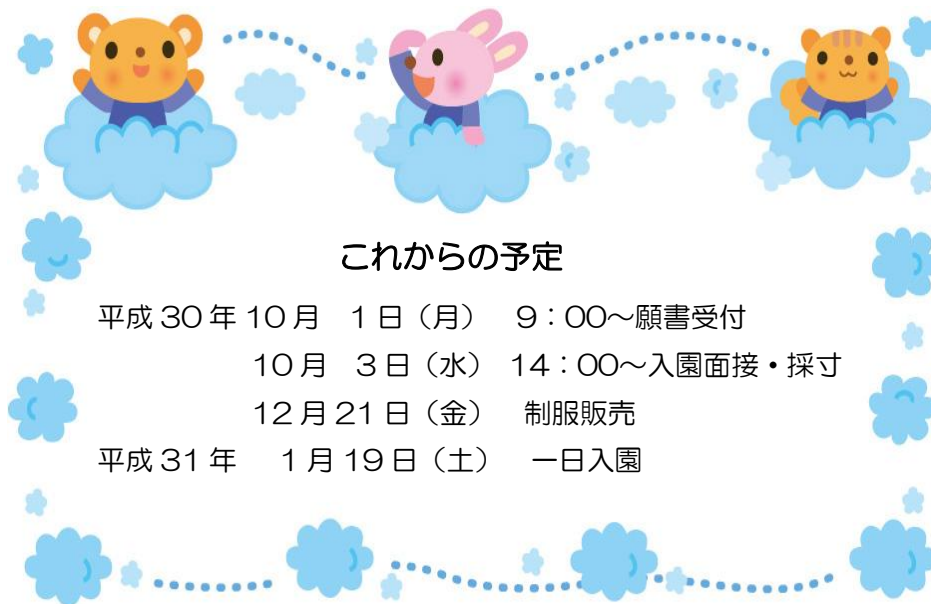 これからの予定
平成30年10月　1日（月）　9：00～願書受付
10月　3日（水）　14：00～入園面接・採寸
12月21日（金）　制服販売
平成31年　1月19日（土）　一日入園